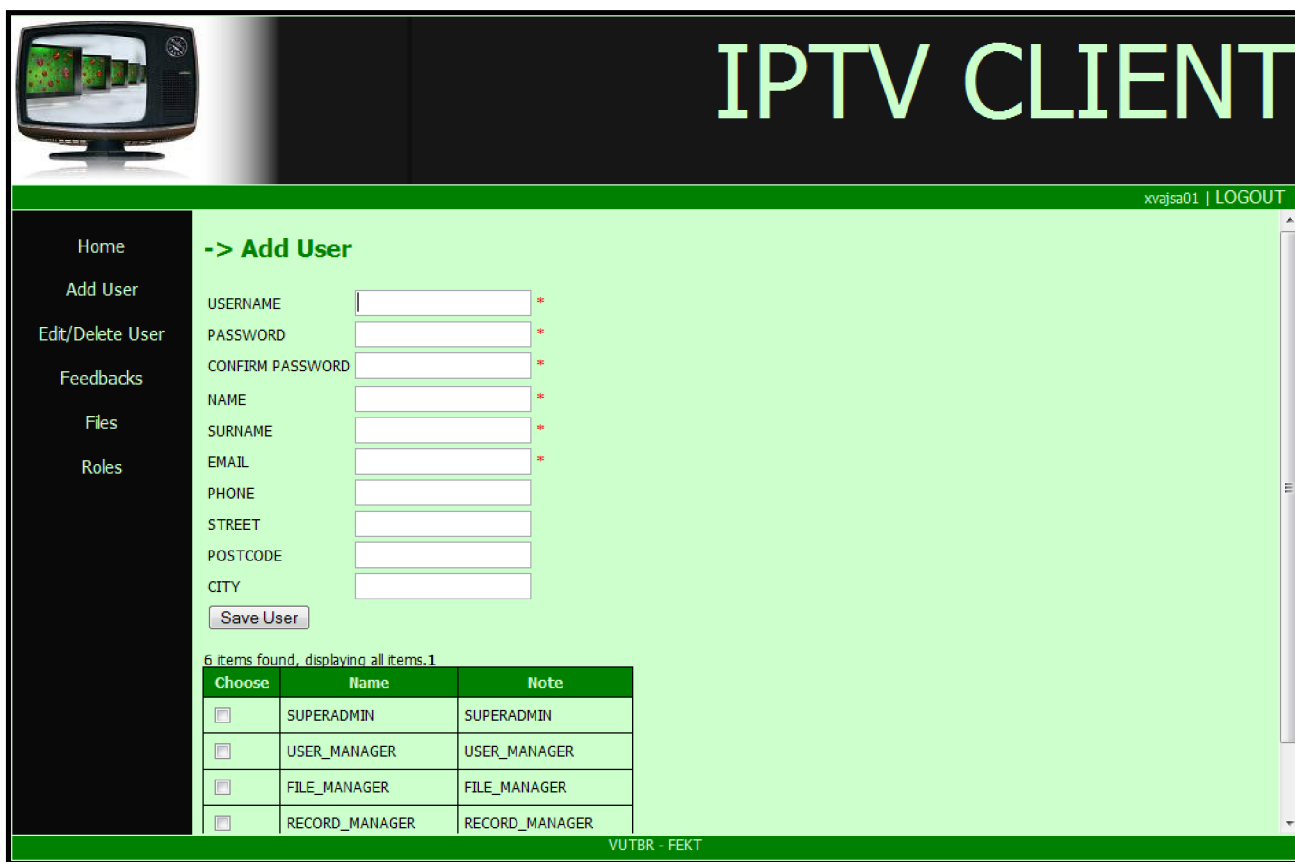 IPTV CLIENT
xvajsa01 | LOGOUT
Home
Add User
Edit/Delete User
Feedbacks
Files
Roles
-> Add User
USERNAME *
PASSWORD *
CONFIRM PASSWORD *
NAME *
SURNAME *
EMAIL *
PHONE
STREET
POSTCODE
CITY
Save User
6 items found, displaying all items.1
Choose Name Note
SUPERADMIN SUPERADMIN
USER_MANAGER USER_MANAGER
FILE_MANAGER FILE_MANAGER
RECORD_MANAGER RECORD_MANAGER
VUTBR - FEKT